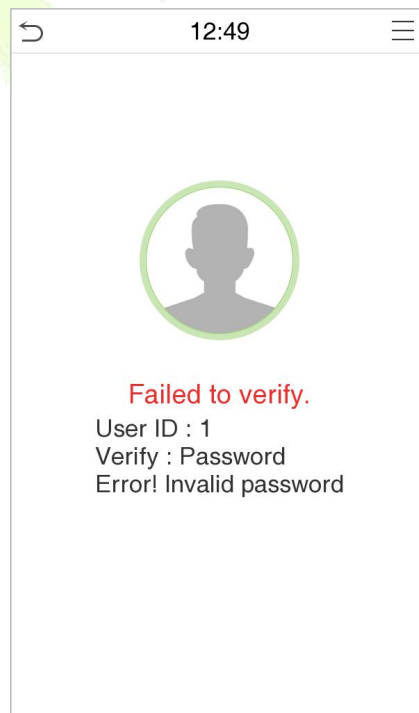 12:49
Failed to verify.
User ID : 1
Verify : Password
Error! Invalid password